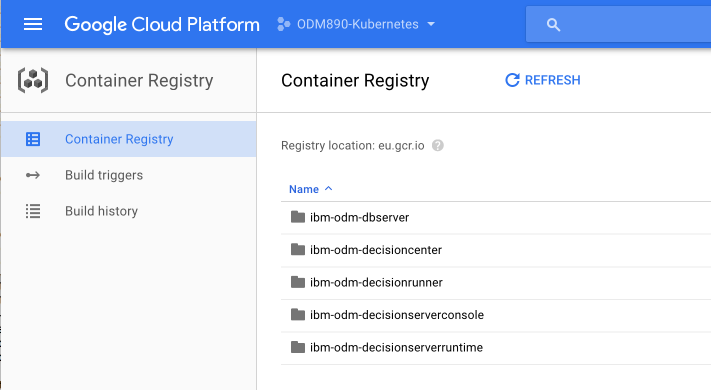 Google Cloud Platform
ODM890-Kubernetes
Container Registry
Container Registry
REFRESH
Container Registry
Build triggers
Build history
Registry location: eu.gcr.io
Name
ibm-odm-dbserver
ibm-odm-decisioncenter
ibm-odm-decisionrunner
ibm-odm-decisionserverconsole
ibm-odm-decisionserverruntime